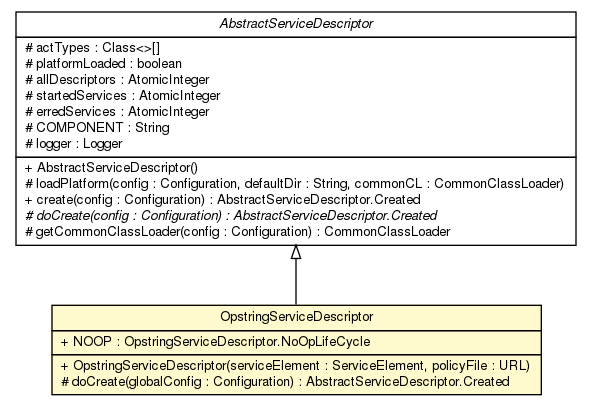 AbstractServiceDescriptor
# actTypes : Class<>[]
# platformLoaded : boolean
# allDescriptors : AtomicInteger
# startedServices : AtomicInteger
# erredServices : AtomicInteger
# COMPONENT : String
# logger : Logger
+ AbstractServiceDescriptor()
# loadPlatform(config : Configuration, defaultDir : String, commonCL : CommonClassLoader)
+ create(config : Configuration) : AbstractServiceDescriptor.Created
# doCreate(config : Configuration) : AbstractServiceDescriptor.Created
# getCommonClassLoader(config : Configuration) : CommonClassLoader
OpstringServiceDescriptor
+ NOOP : OpstringServiceDescriptor.NoOpLifeCycle
+ OpstringServiceDescriptor(serviceElement : ServiceElement, policyFile : URL)
# doCreate(globalConfig : Configuration) : AbstractServiceDescriptor.Created